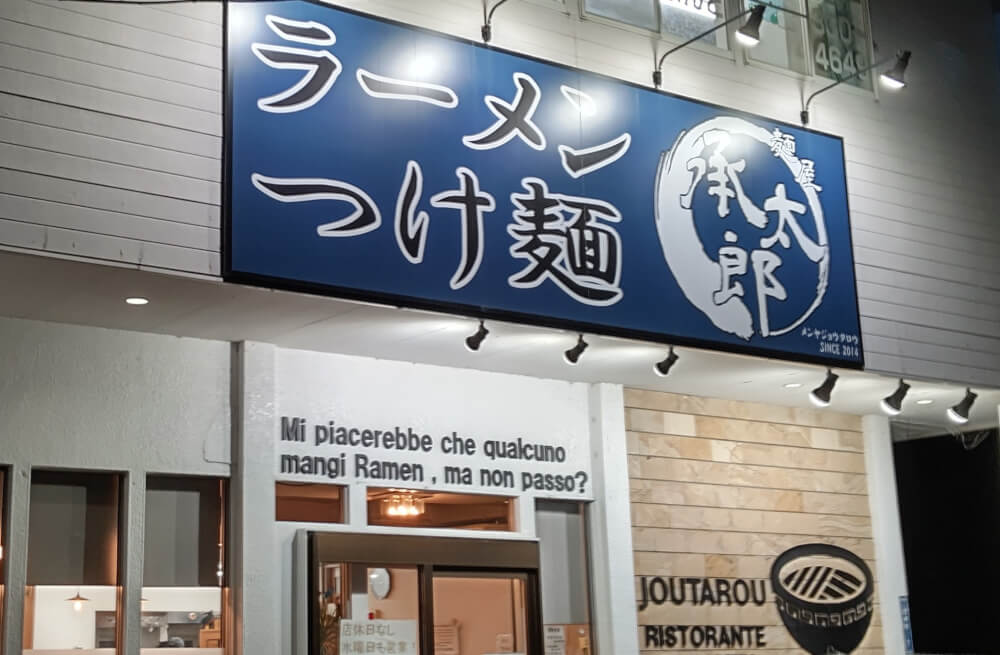 ラーメン
つけ麺
麺屋
承太郎
メンヤジョウタロウ
SINCE 2014
Mi piacerebbe che qualcuno
mangi Ramen , ma non passo?
JOUTAROU
RISTORANTE
店休日なし
水曜日も営業!
464